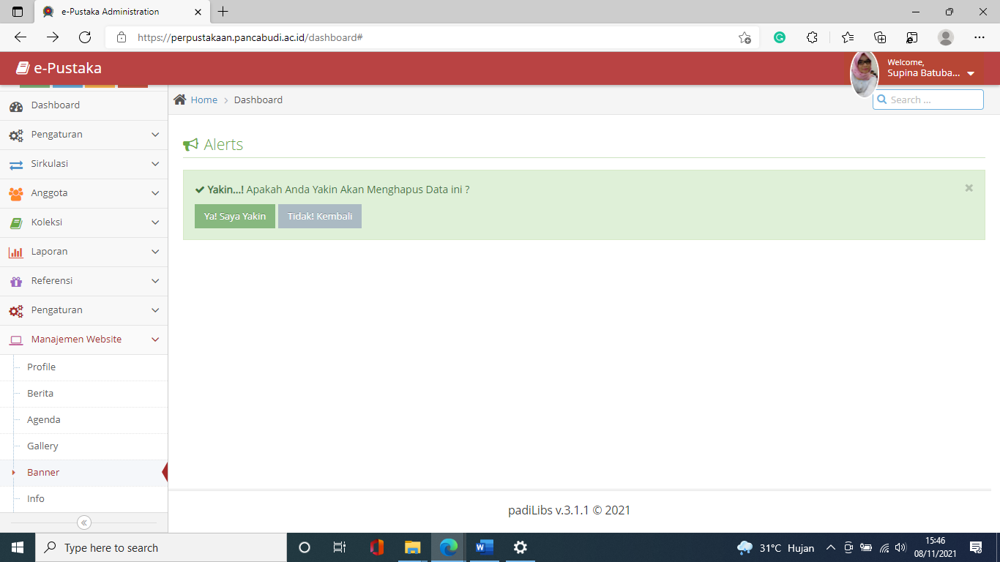 e-Pustaka Administration
https://perpustakaan.pancabudi.ac.id/dashboard#
e-Pustaka
Welcome,
Supina Batuba...
Home
Dashboard
Search ...
Dashboard
Pengaturan
Sirkulasi
Anggota
Koleksi
Laporan
Referensi
Pengaturan
Manajemen Website
Profile
Berita
Agenda
Gallery
Banner
Info
Alerts
Yakin...! Apakah Anda Yakin Akan Menghapus Data ini ?
Ya! Saya Yakin
Tidak! Kembali
padiLibs v.3.1.1 © 2021
Type here to search
31°C Hujan
15:46
08/11/2021